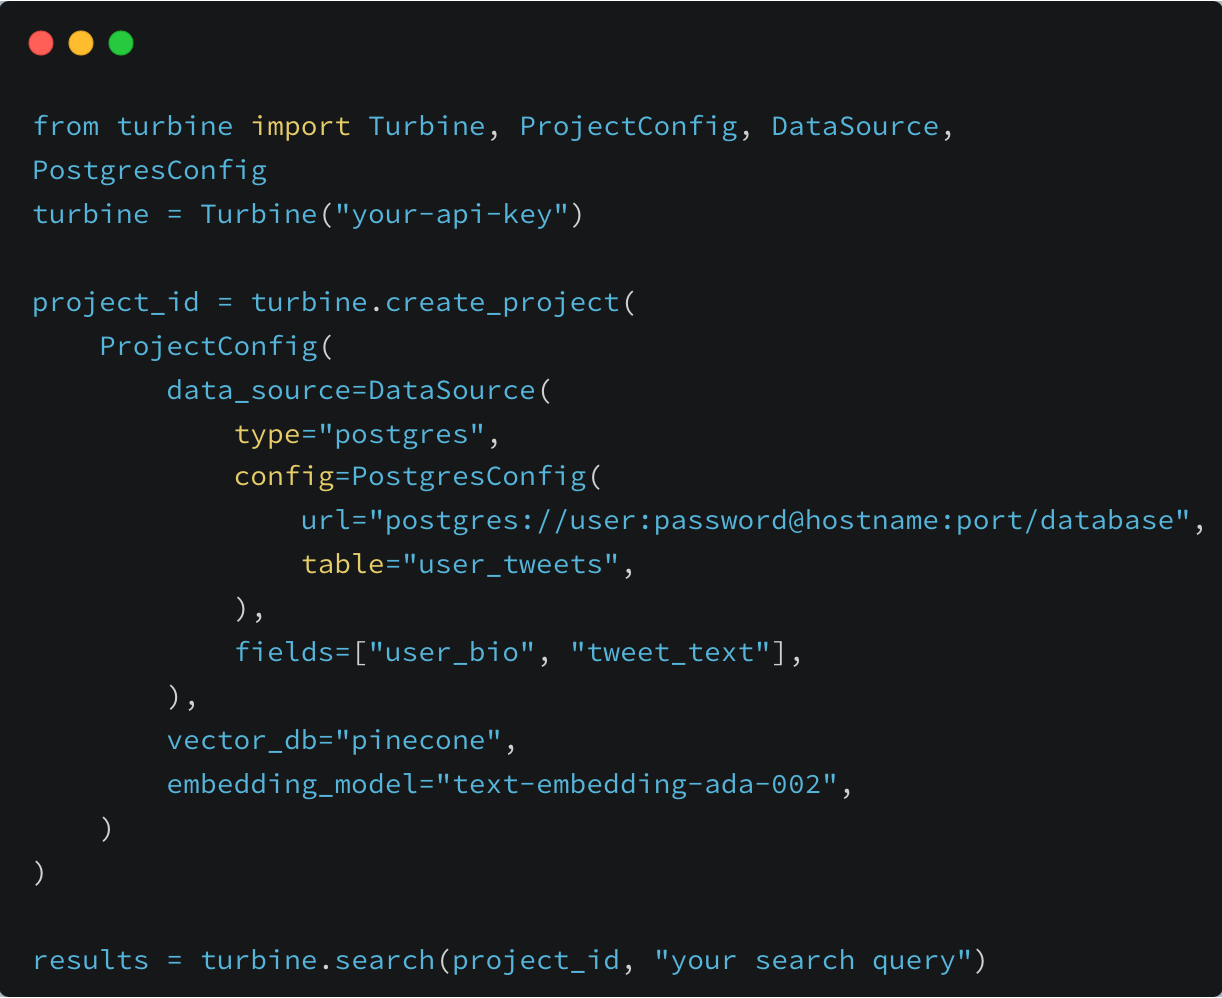 from turbine import Turbine, ProjectConfig, DataSource,
PostgresConfig
turbine = Turbine("your-api-key")

project_id = turbine.create_project(
    ProjectConfig(
        data_source=DataSource(
            type="postgres",
            config=PostgresConfig(
                url="postgres://user:password@hostname:port/database",
                table="user_tweets",
            ),
            fields=["user_bio", "tweet_text"],
        ),
        vector_db="pinecone",
        embedding_model="text-embedding-ada-002",
    )
)

results = turbine.search(project_id, "your search query")